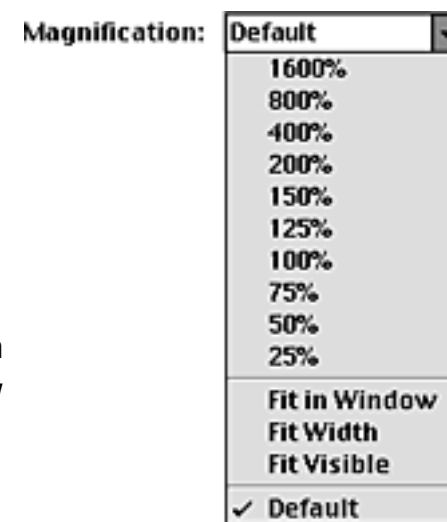 Magnification: Default
1600%
800%
400%
200%
150%
125%
100%
75%
50%
25%
Fit in Window
Fit Width
Fit Visible
✓ Default